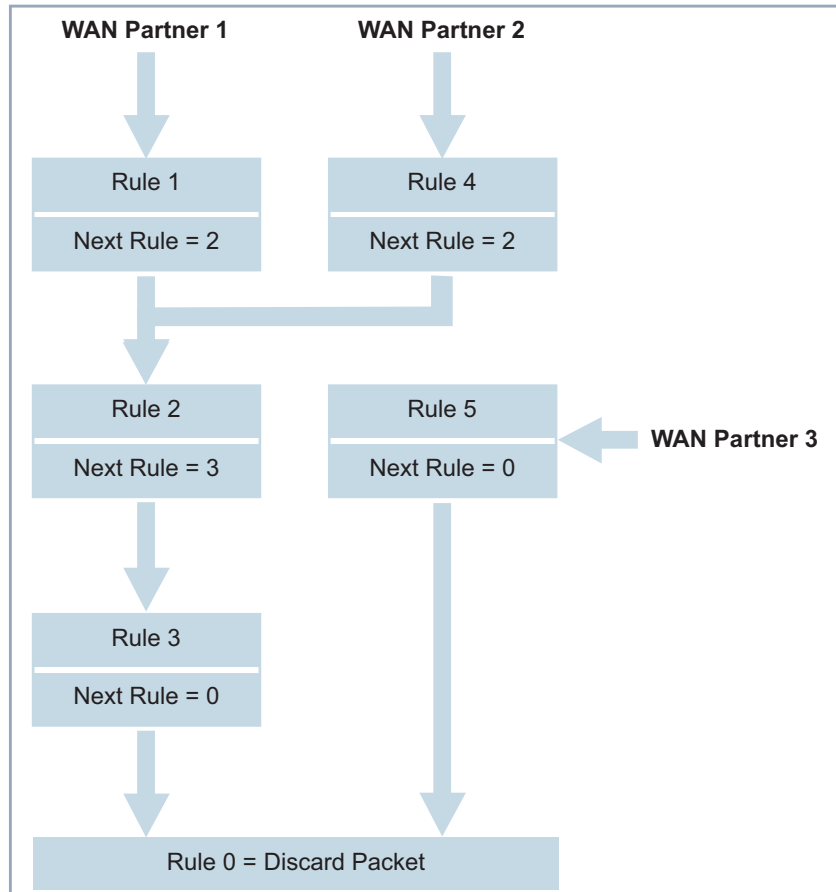 WAN Partner 1
WAN Partner 2
Rule 1
Next Rule = 2
Rule 4
Next Rule = 2
Rule 2
Next Rule = 3
Rule 5
Next Rule = 0
WAN Partner 3
Rule 3
Next Rule = 0
Rule 0 = Discard Packet